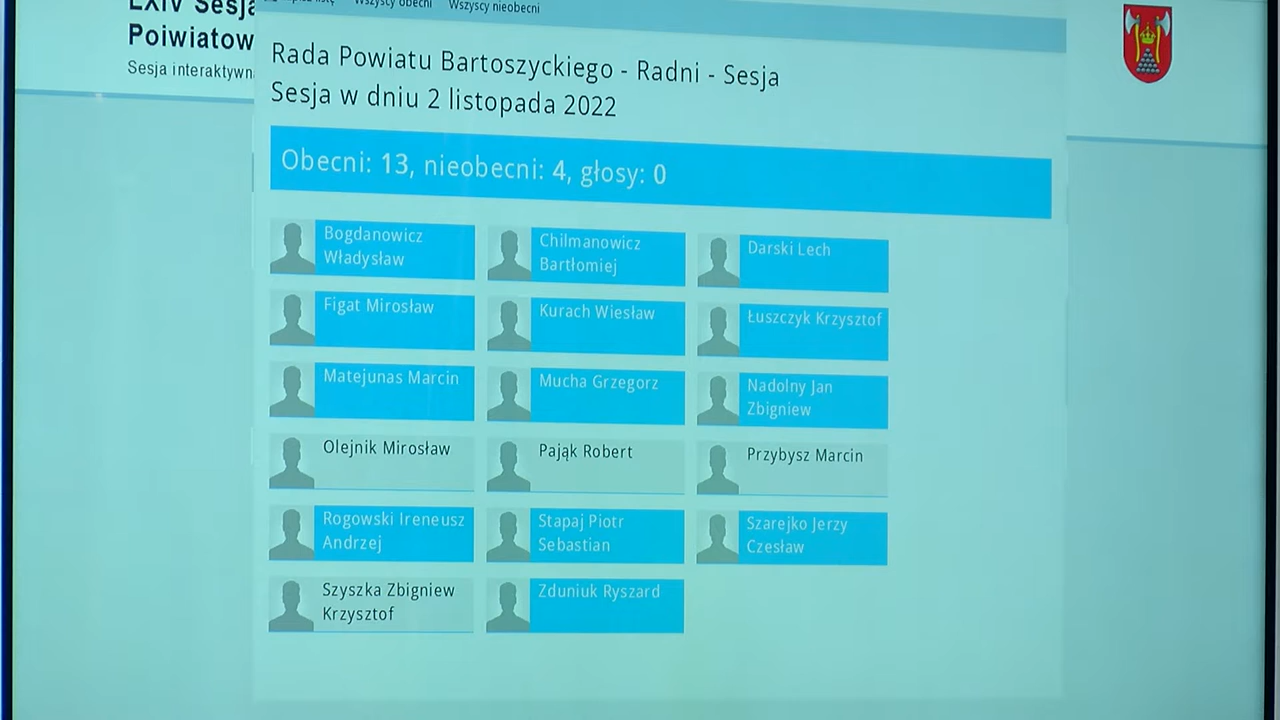 LXIV Sesja
Poiwiatow
Sesja interaktywn
Wszyscy obecni Wszyscy nieobecni
Rada Powiatu Bartoszyckiego - Radni - Sesja
Sesja w dniu 2 listopada 2022
Obecni: 13, nieobecni: 4, głosy: 0
Bogdanowicz
Władysław
Chilmanowicz
Bartłomiej
Darski Lech
Figat Mirosław
Kurach Wiesław
Łuszczyk Krzysztof
Matejunas Marcin
Mucha Grzegorz
Nadolny Jan
Zbigniew
Olejnik Mirosław
Pająk Robert
Przybysz Marcin
Rogowski Ireneusz
Andrzej
Stapaj Piotr
Sebastian
Szarejko Jerzy
Czesław
Szyszka Zbigniew
Krzysztof
Zduniuk Ryszard